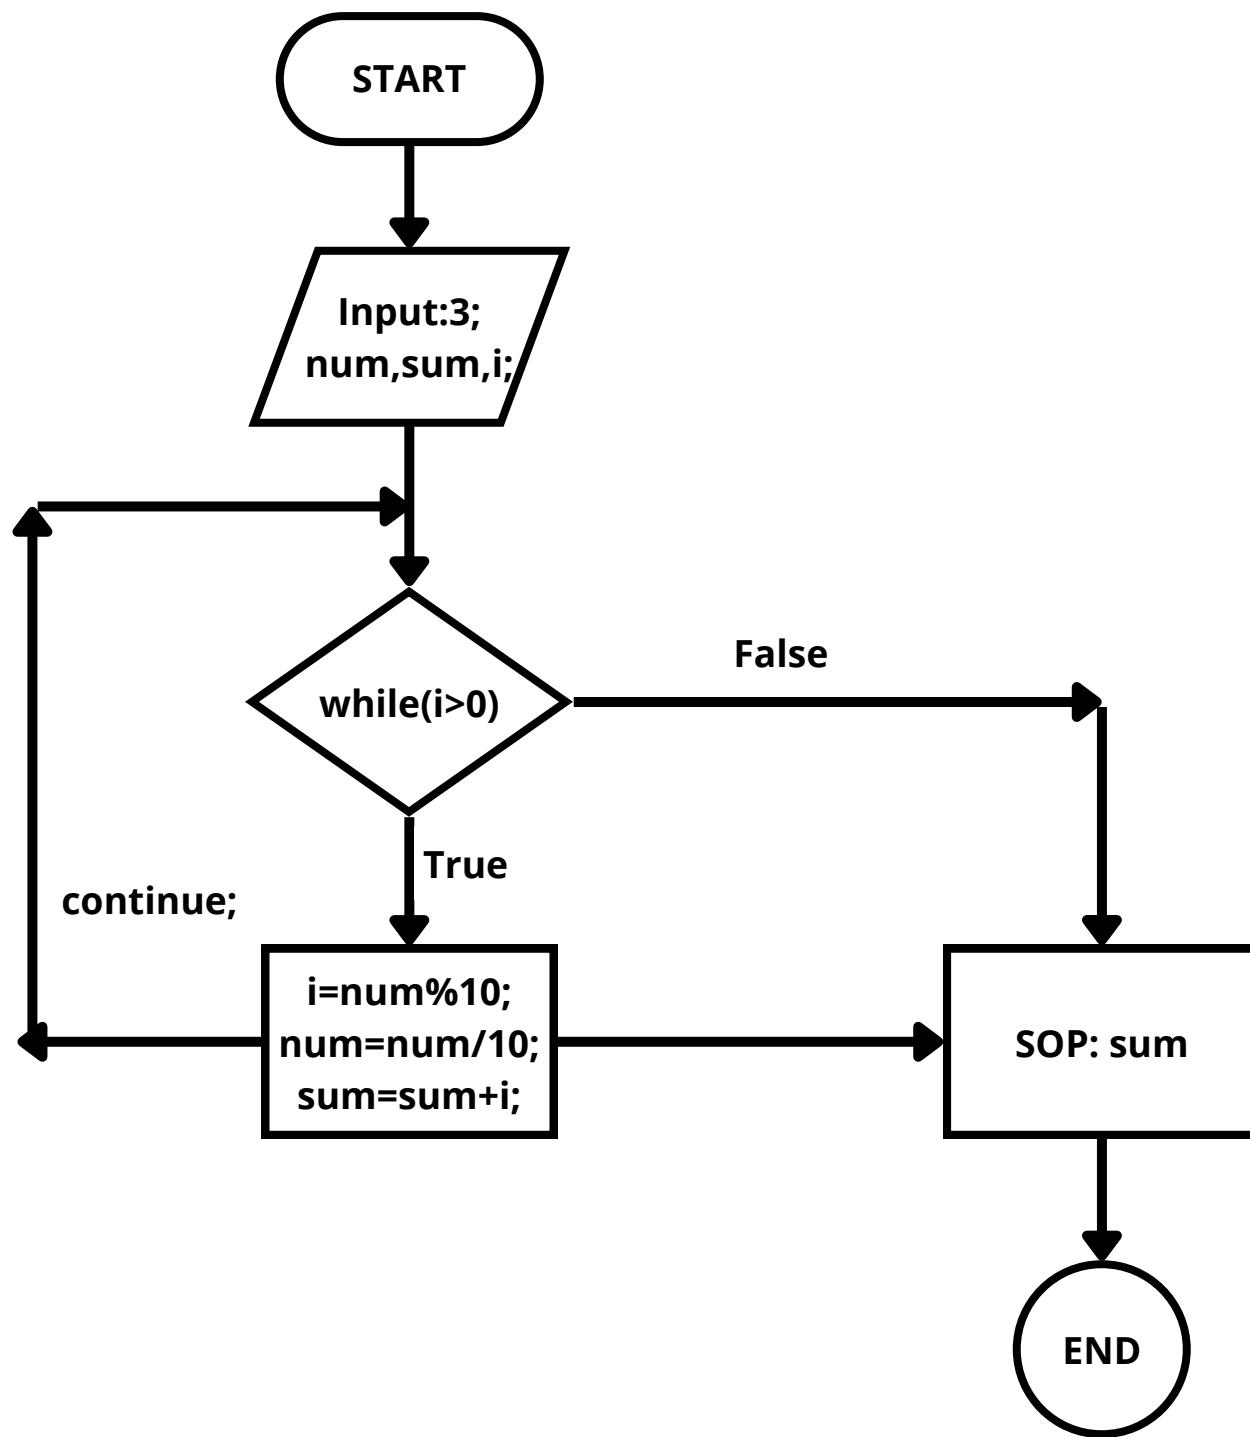 START
Input:3;
num,sum,i;
while(i>0)
False
True
continue;
i=num%10;
num=num/10;
sum=sum+i;
SOP: sum
END